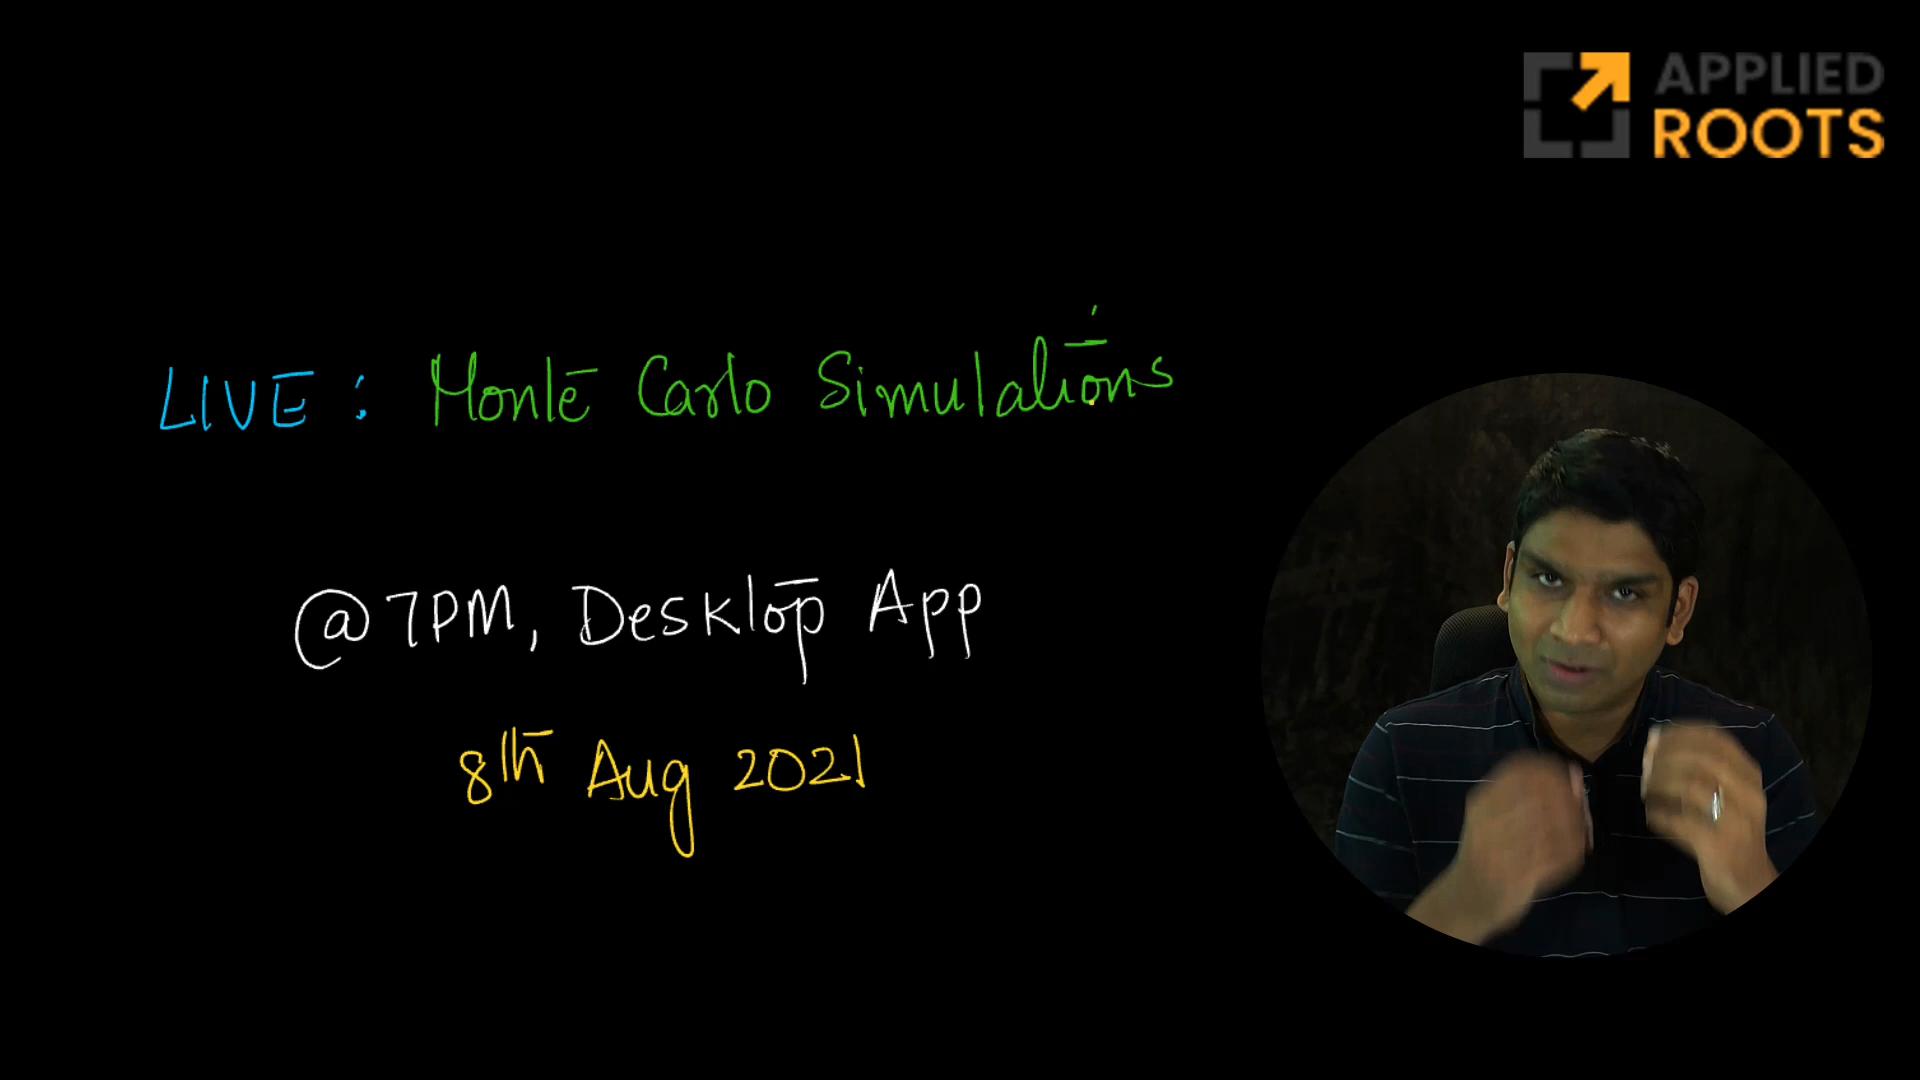 APPLIED
ROOTS
LIVE : Monte Carlo Simulations
@ 7PM, Desktop App
8th Aug 2021